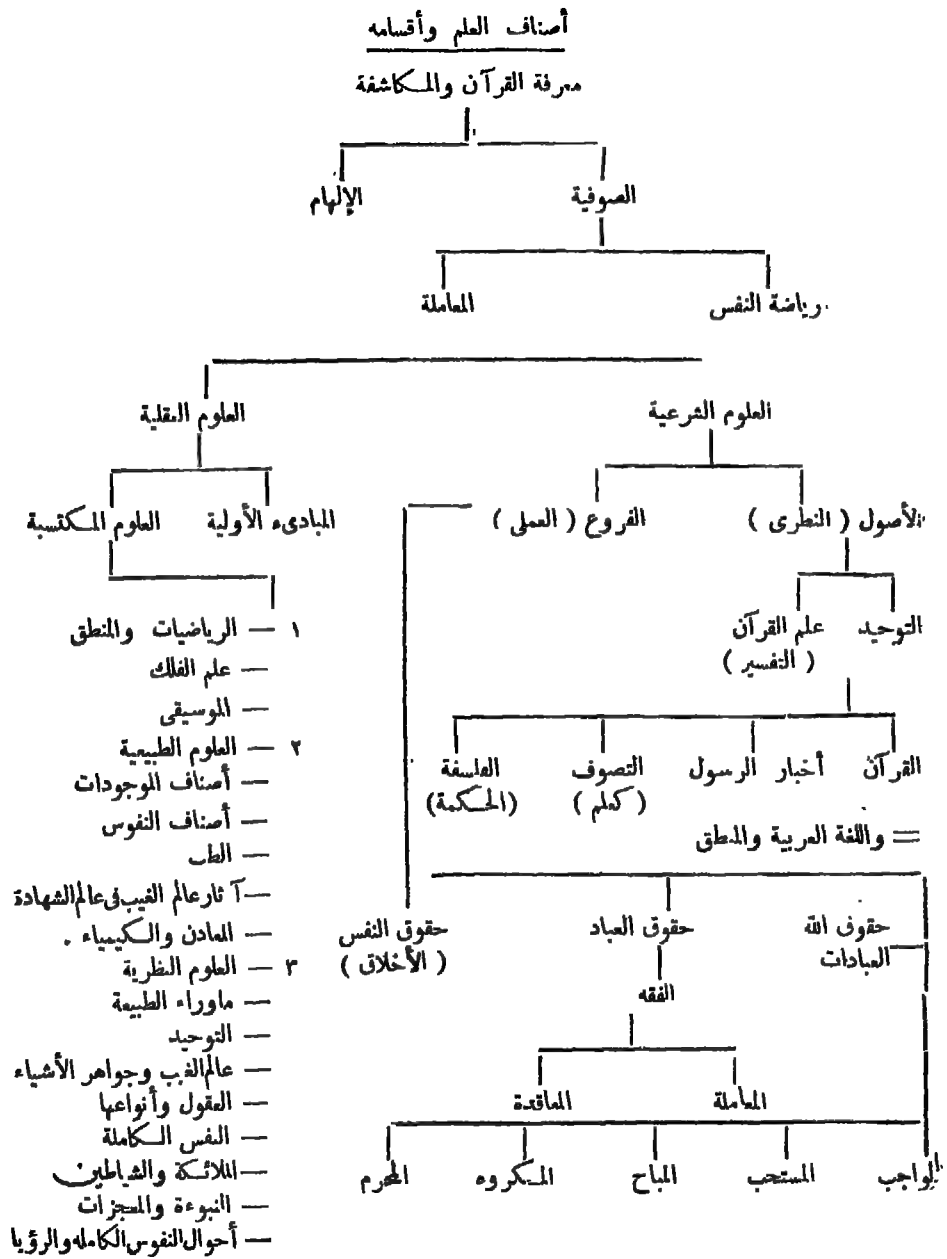 أصناف العلم وأقسامه
معرفة القرآن والمكاشفة
الصوفية الإلهام
رياضة النفس المعاملة
العلوم الشرعية العلوم العقلية
الأصول ( النظرى ) الفروع ( العملى ) المبادىء الأولية العلوم المكتسبة
التوحيد علم القرآن
( التفسير )
القرآن أخبار الرسول التصوف الفلسفة
( كعلم ) (الحكمة)
= واللغة العربية والمنطق
حقوق الله حقوق العباد حقوق النفس
العبادات ( الأخلاق )
الفقه
المعاملة المعاقدة
الواجب المستحب المباح المكروه المحرم
١ — الرياضيات والمنطق
— علم الفلك
— الموسيقى
٢ — العلوم الطبيعية
— أصناف الموجودات
— أصناف النفوس
— الطب
— آثار عالم الغيب فى عالم الشهادة
— المعادن والكيمياء .
٣ — العلوم النظرية
— ماوراء الطبيعة
— التوحيد
— عالم الغيب وجواهر الأشياء
— العقول وأنواعها
— النفس الكاملة
— الملائكة والشياطين
— النبوءة والمعجزات
— أحوال النفوس الكاملة والرؤيا